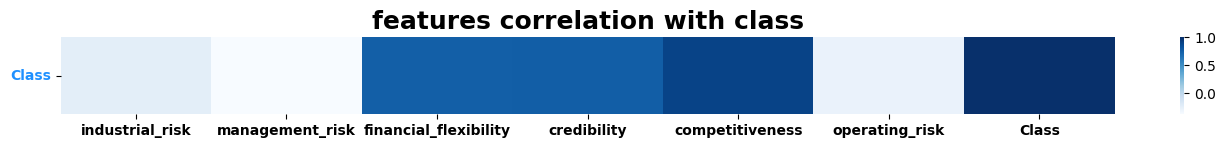 features correlation with class
Class
industrial_risk management_risk financial_flexibility credibility competitiveness operating_risk Class
1.0
0.5
0.0